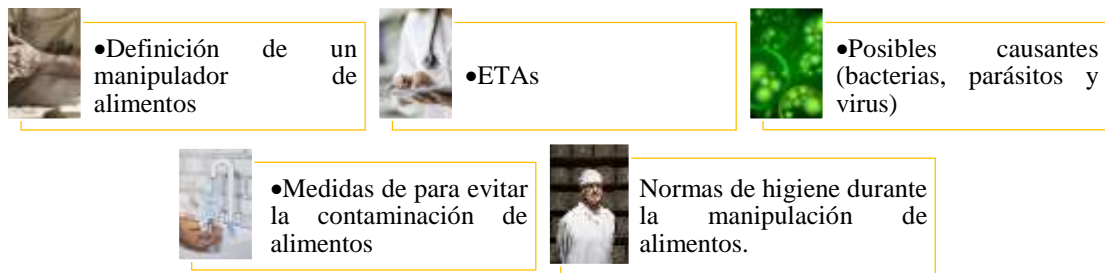 •Definición de un
manipulador de
alimentos
•ETAs
•Posibles causantes
(bacterias, parásitos y
virus)
•Medidas de para evitar
la contaminación de
alimentos
Normas de higiene durante
la manipulación de
alimentos.